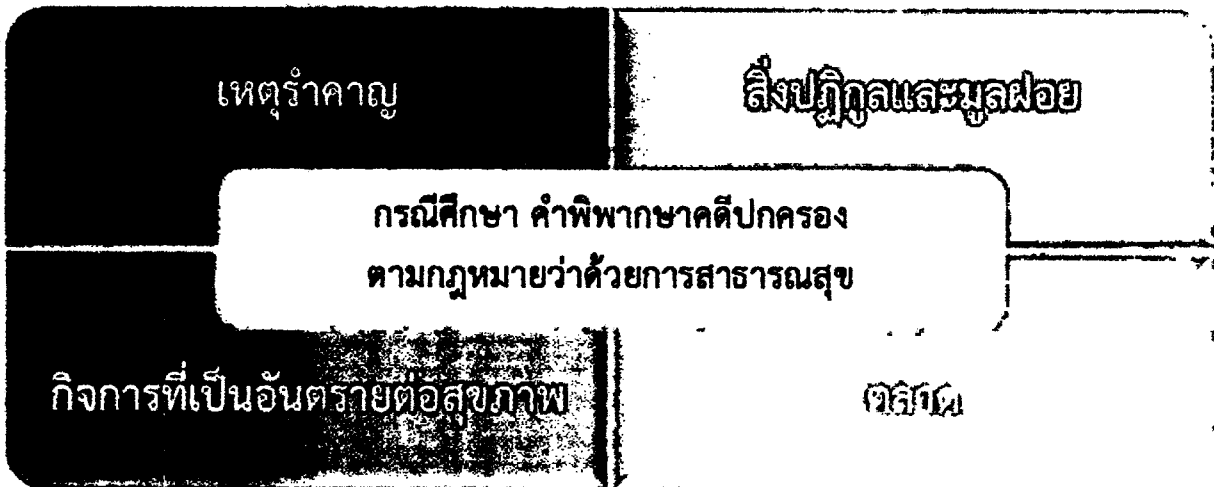 เหตุรำคาญ
สิ่งปฏิกูลและมูลฝอย
กรณีศึกษา คำพิพากษาคดีปกครอง
ตามกฎหมายว่าด้วยการสาธารณสุข
กิจการที่เป็นอันตรายต่อสุขภาพ
ตลาด